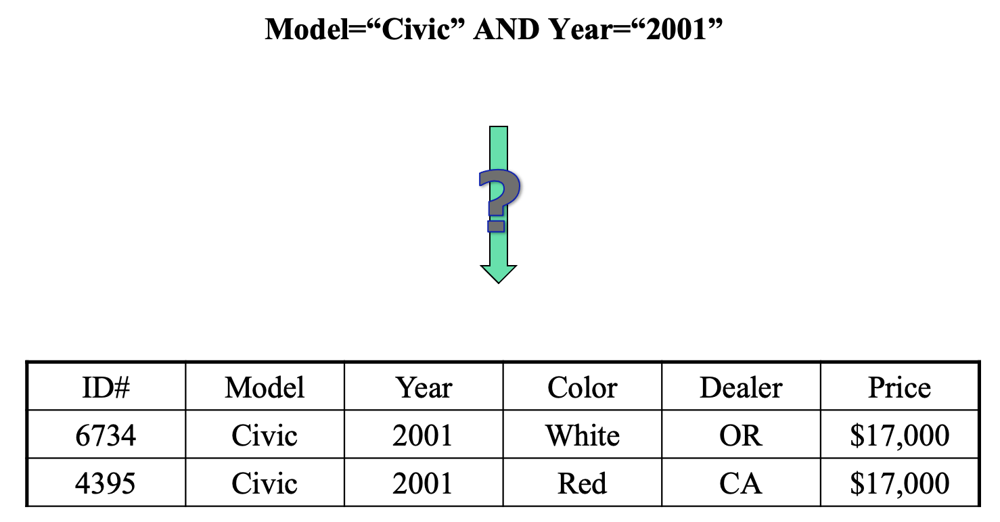 Model=“Civic” AND Year=“2001”
?
ID# Model Year Color Dealer Price
6734 Civic 2001 White OR $17,000
4395 Civic 2001 Red CA $17,000